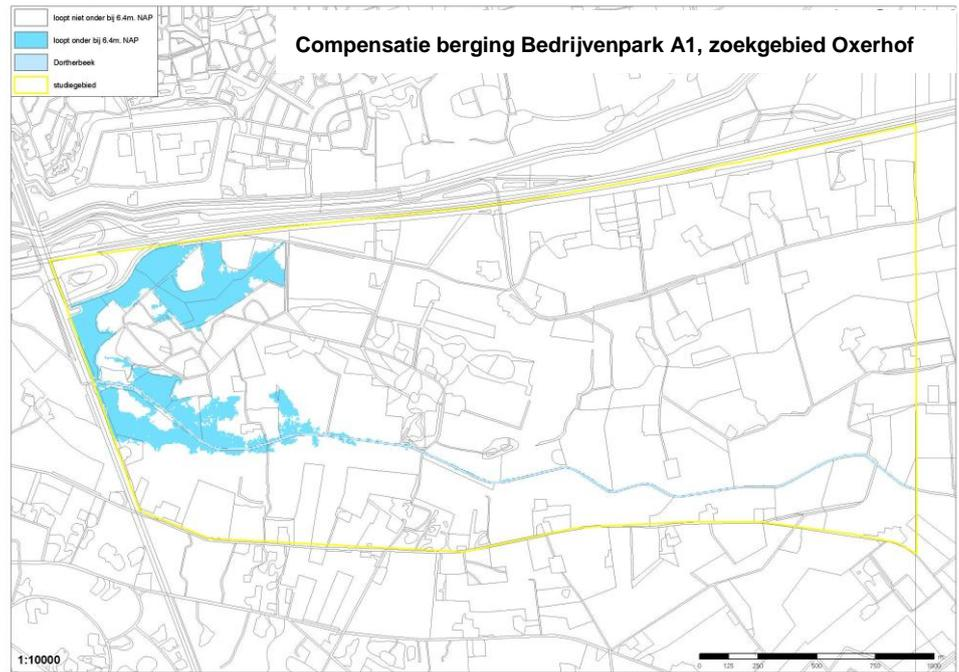 loopt niet onder bij 6.4m. NAP
loopt onder bij 6.4m. NAP
Dortherbeek
studiegebied
Compensatie berging Bedrijvenpark A1, zoekgebied Oxerhof
1:10000
0 125 250 500 750 1000
m